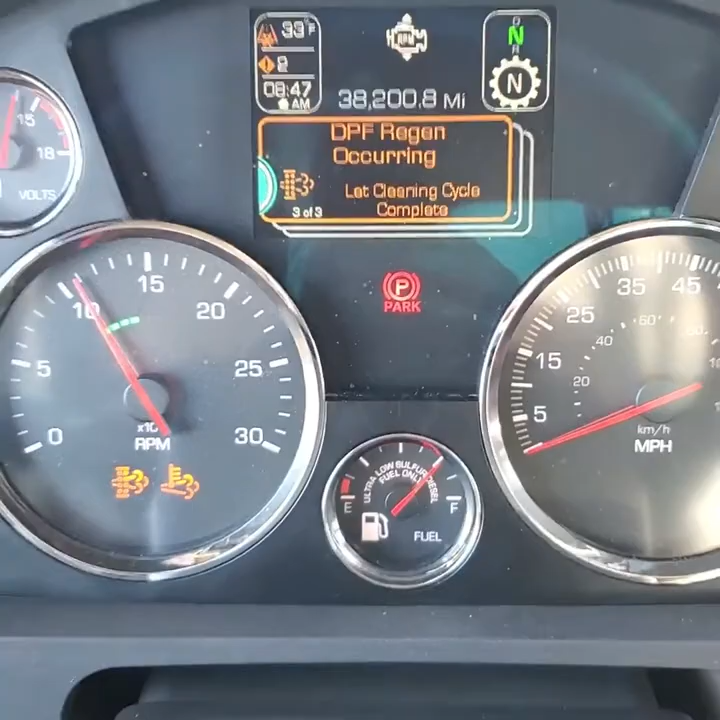 33°F
2
08:47
AM
RPM
38,200.8 Mi
D
N
R
N
DPF Regen
Occurring
Let Cleaning Cycle
Complete
3 of 3
15
18
VOLTS
P
PARK
0
5
10
15
20
25
30
RPM
5
15
25
35
45
20
40
60
km/h
MPH
ULTRA LOW SULFUR DIESEL
FUEL ONLY
E
F
FUEL